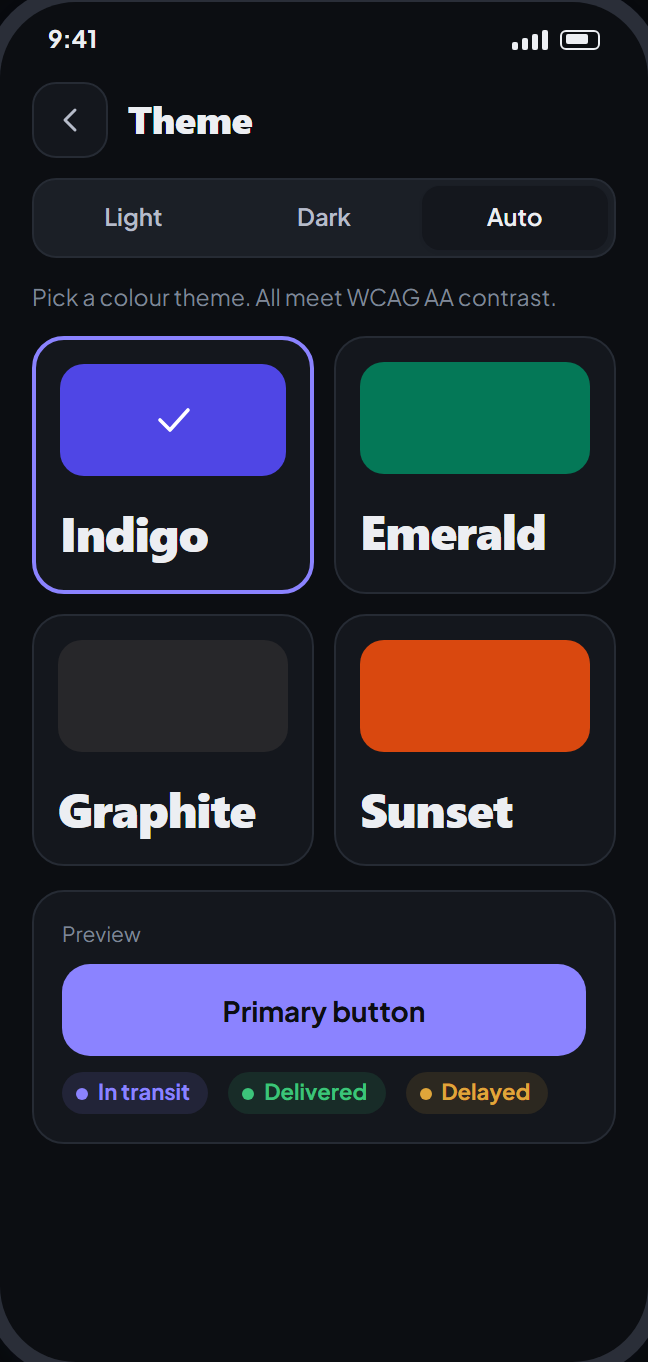 9:41
Theme
Light Dark Auto
Pick a colour theme. All meet WCAG AA contrast.
Indigo Emerald
Graphite Sunset
Preview
Primary button
In transit Delivered Delayed